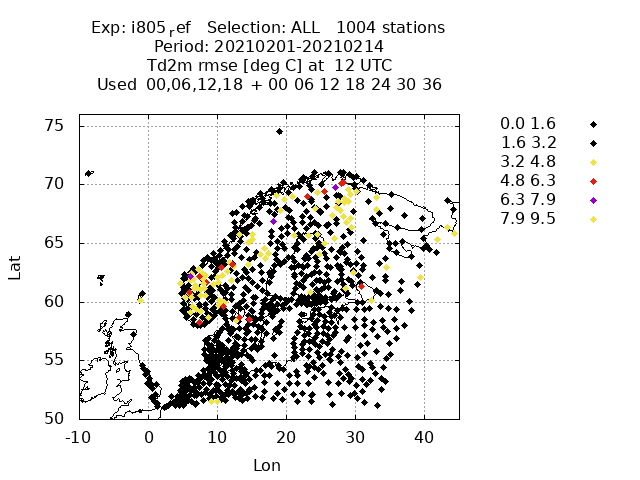 Exp: i805ref   Selection: ALL   1004 stations
Period: 20210201-20210214
Td2m rmse [deg C] at  12 UTC
Used  00,06,12,18 + 00 06 12 18 24 30 36
0.0 1.6
1.6 3.2
3.2 4.8
4.8 6.3
6.3 7.9
7.9 9.5
75
70
65
60
55
50
Lat
-10 0 10 20 30 40
Lon